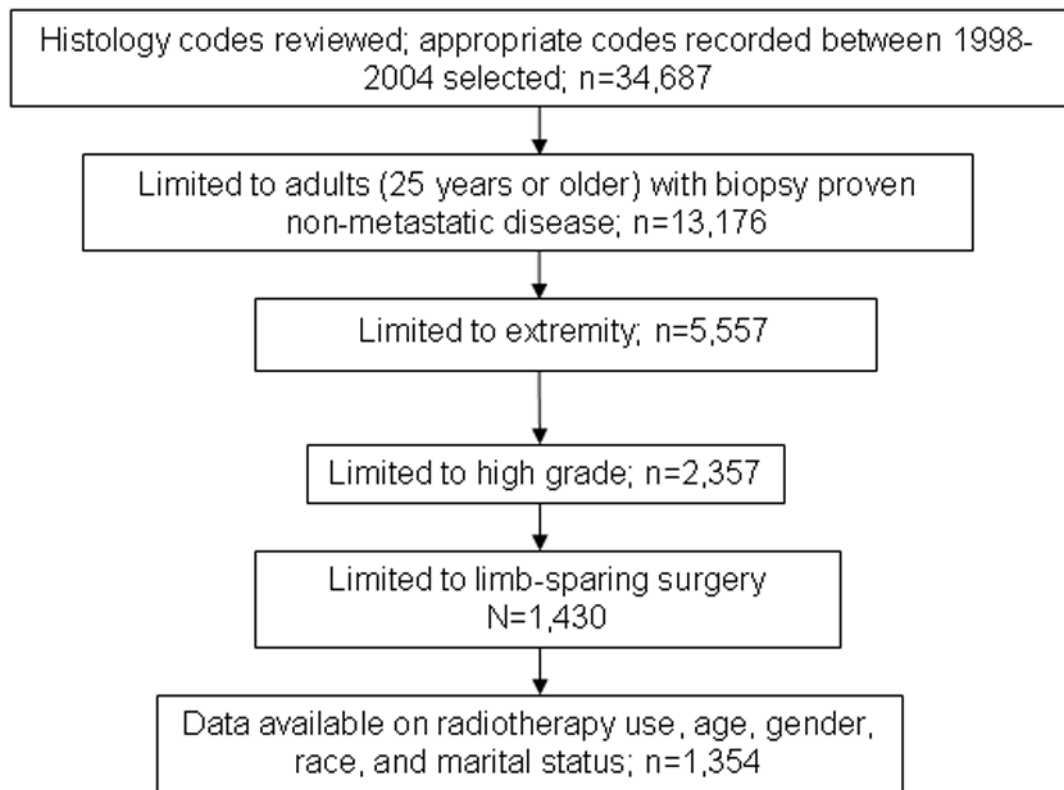 Histology codes reviewed; appropriate codes recorded between 1998-
2004 selected; n=34,687
Limited to adults (25 years or older) with biopsy proven
non-metastatic disease; n=13,176
Limited to extremity; n=5,557
Limited to high grade; n=2,357
Limited to limb-sparing surgery
N=1,430
Data available on radiotherapy use, age, gender,
race, and marital status; n=1,354